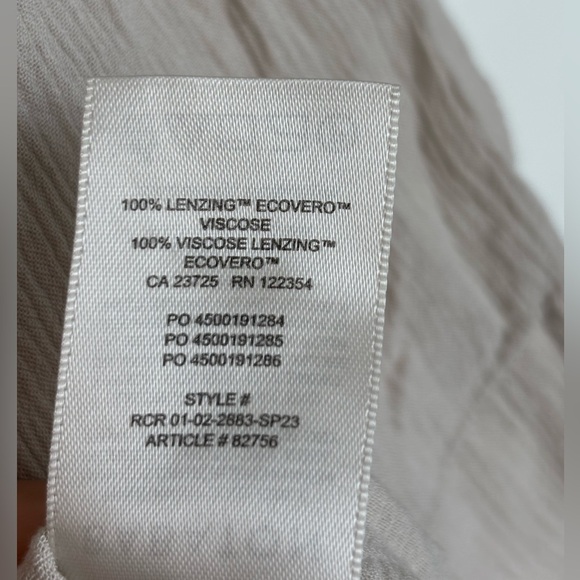 100% LENZING™ ECOVERO™
VISCOSE
100% VISCOSE LENZING™
ECOVERO™
CA 23725 RN 122354
PO 4500191284
PO 4500191285
PO 4500191286
STYLE #
RCR 01-02-2883-SP23
ARTICLE # 82756